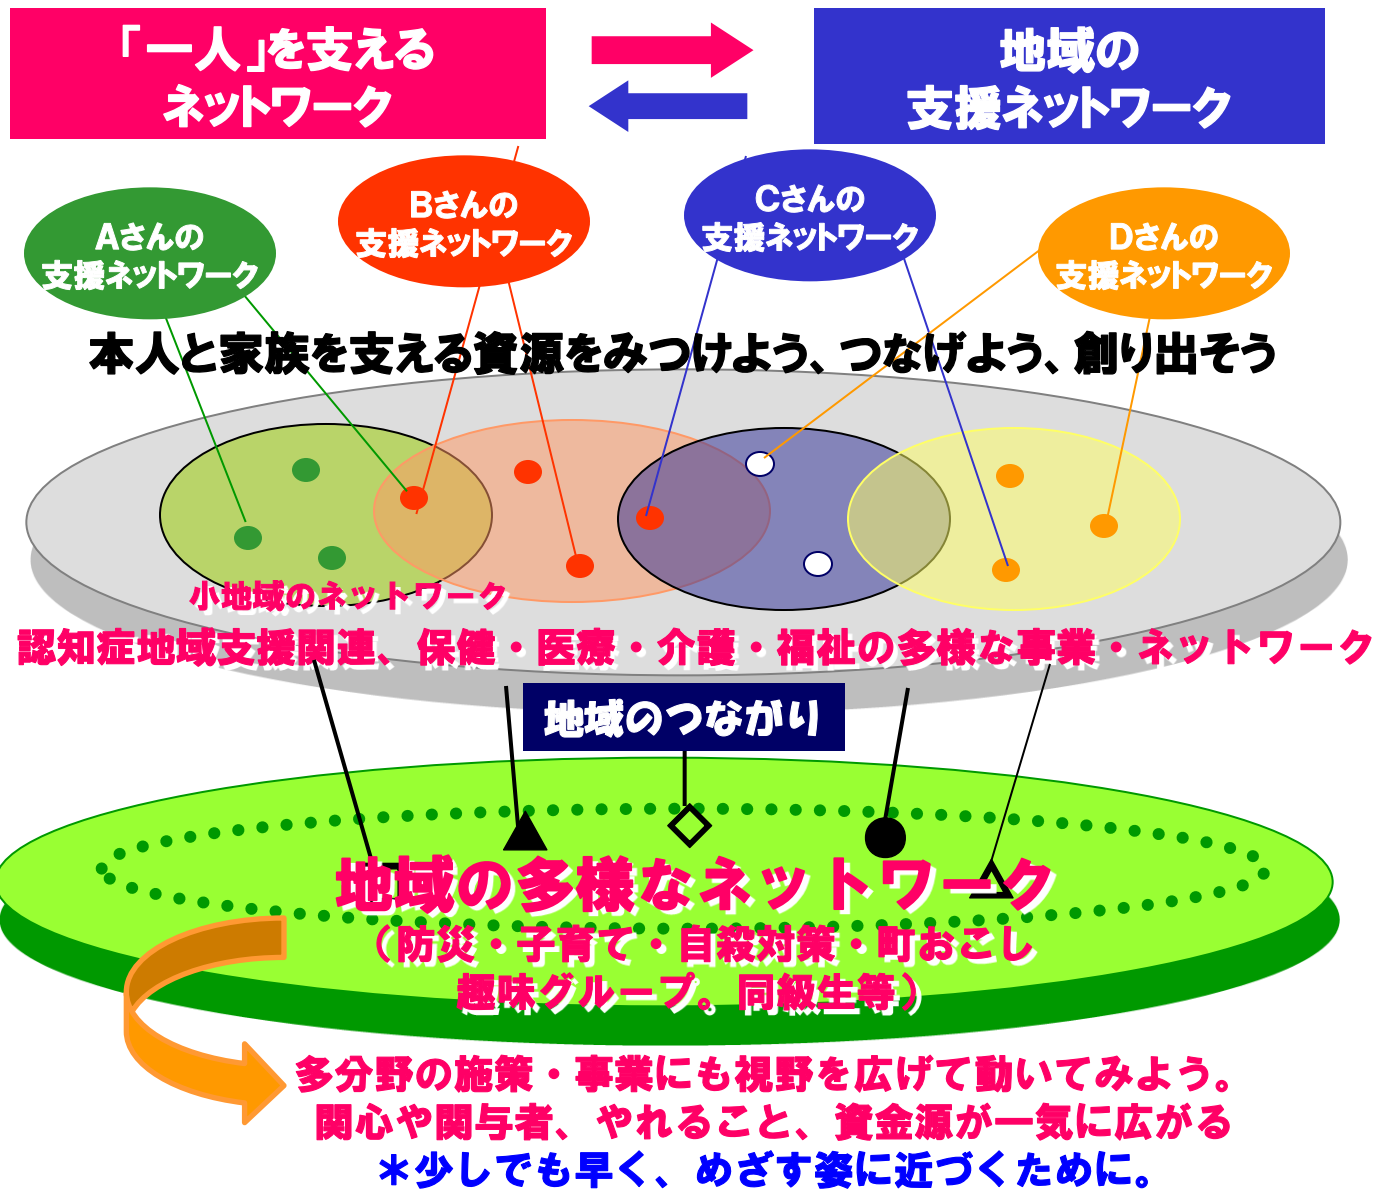 「一人」を支える
ネットワーク
地域の
支援ネットワーク
Aさんの
支援ネットワーク
Bさんの
支援ネットワーク
Cさんの
支援ネットワーク
Dさんの
支援ネットワーク
本人と家族を支える資源をみつけよう、つなげよう、創り出そう
小地域のネットワーク
認知症地域支援関連、保健・医療・介護・福祉の多様な事業・ネットワーク
地域のつながり
地域の多様なネットワーク
（防災・子育て・自殺対策・町おこし
趣味グループ。同級生等）
多分野の施策・事業にも視野を広げて動いてみよう。
関心や関与者、やれること、資金源が一気に広がる
＊少しでも早く、めざす姿に近づくために。